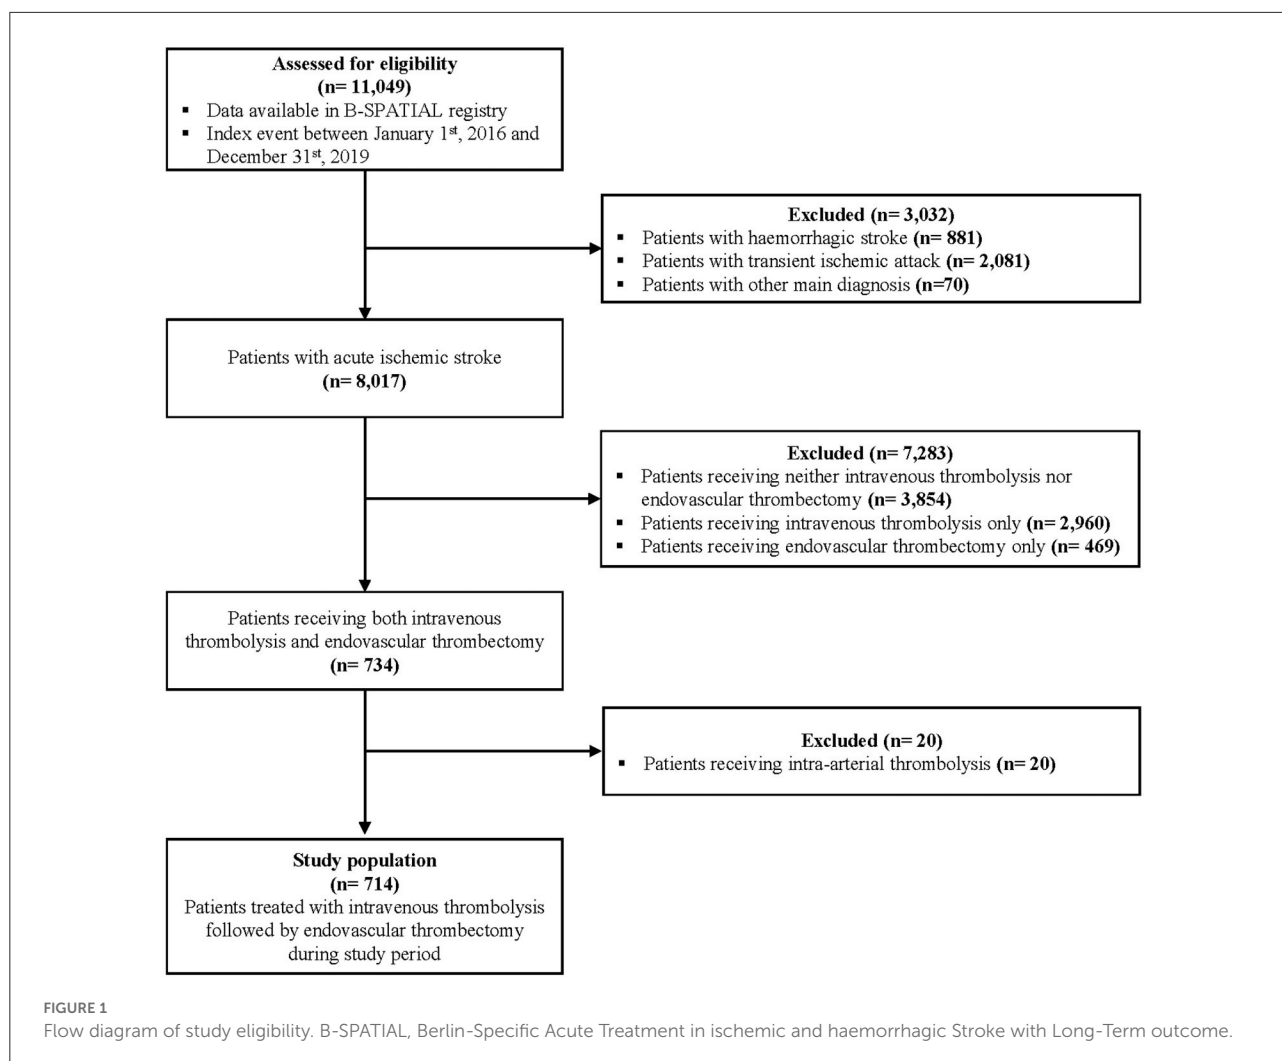 Assessed for eligibility
(n= 11,049)
▪ Data available in B-SPATIAL registry
▪ Index event between January 1st, 2016 and
December 31st, 2019
Excluded (n= 3,032)
▪ Patients with haemorrhagic stroke (n= 881)
▪ Patients with transient ischemic attack (n= 2,081)
▪ Patients with other main diagnosis (n=70)
Patients with acute ischemic stroke
(n= 8,017)
Excluded (n= 7,283)
▪ Patients receiving neither intravenous thrombolysis nor
endovascular thrombectomy (n= 3,854)
▪ Patients receiving intravenous thrombolysis only (n= 2,960)
▪ Patients receiving endovascular thrombectomy only (n= 469)
Patients receiving both intravenous
thrombolysis and endovascular thrombectomy
(n= 734)
Excluded (n= 20)
▪ Patients receiving intra-arterial thrombolysis (n= 20)
Study population
(n= 714)
Patients treated with intravenous thrombolysis
followed by endovascular thrombectomy
during study period
FIGURE 1
Flow diagram of study eligibility. B-SPATIAL, Berlin-Specific Acute Treatment in ischemic and haemorrhagic Stroke with Long-Term outcome.